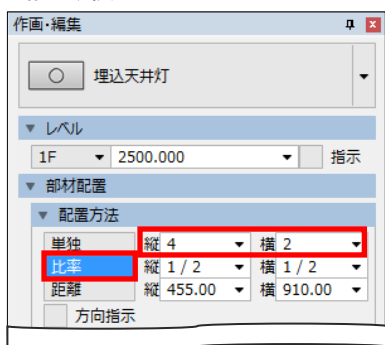 作画・編集
埋込天井灯
レベル
1F 2500.000 指示
部材配置
配置方法
単独 縦 4 横 2
比率 縦 1 / 2 横 1 / 2
距離 縦 455.00 横 910.00
方向指示